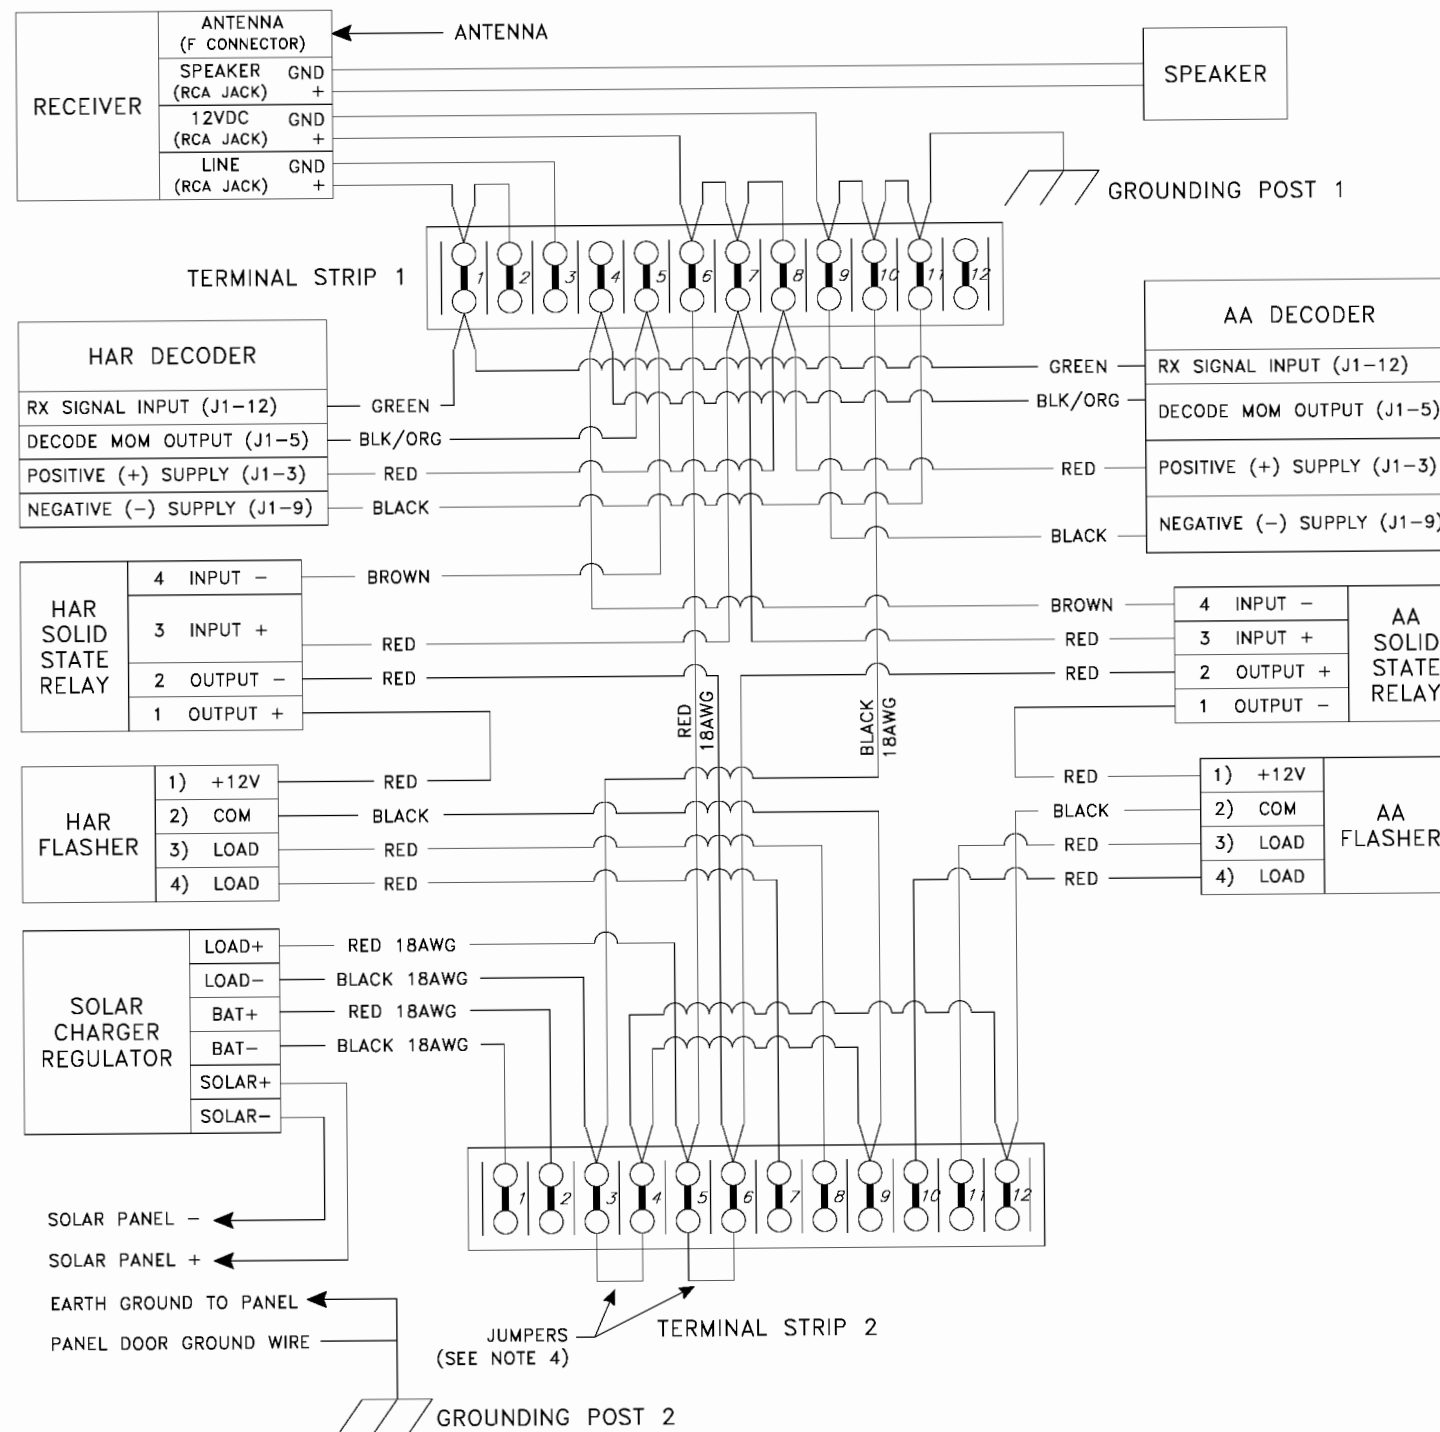 ANTENNA
(F CONNECTOR)
ANTENNA
SPEAKER GND
(RCA JACK) +
RECEIVER
12VDC GND
(RCA JACK) +
LINE GND
(RCA JACK) +
SPEAKER
GROUNDING POST 1
TERMINAL STRIP 1
1 2 3 4 5 6 7 8 9 10 11 12
HAR DECODER
RX SIGNAL INPUT (J1-12)
GREEN
DECODE MOM OUTPUT (J1-5)
BLK/ORG
POSITIVE (+) SUPPLY (J1-3)
RED
NEGATIVE (-) SUPPLY (J1-9)
BLACK
AA DECODER
GREEN
RX SIGNAL INPUT (J1-12)
BLK/ORG
DECODE MOM OUTPUT (J1-5)
RED
POSITIVE (+) SUPPLY (J1-3)
BLACK
NEGATIVE (-) SUPPLY (J1-9)
HAR
SOLID
STATE
RELAY
4 INPUT -
BROWN
3 INPUT +
RED
2 OUTPUT -
RED
1 OUTPUT +
BROWN
4 INPUT -
RED
3 INPUT +
RED
2 OUTPUT +
1 OUTPUT -
AA
SOLID
STATE
RELAY
RED
18AWG
BLACK
18AWG
HAR
FLASHER
1) +12V
RED
2) COM
BLACK
3) LOAD
RED
4) LOAD
RED
RED
1) +12V
BLACK
2) COM
RED
3) LOAD
RED
4) LOAD
AA
FLASHER
SOLAR
CHARGER
REGULATOR
LOAD+
RED 18AWG
LOAD-
BLACK 18AWG
BAT+
RED 18AWG
BAT-
BLACK 18AWG
SOLAR+
SOLAR-
1 2 3 4 5 6 7 8 9 10 11 12
SOLAR PANEL -
SOLAR PANEL +
EARTH GROUND TO PANEL
PANEL DOOR GROUND WIRE
JUMPERS
(SEE NOTE 4)
TERMINAL STRIP 2
GROUNDING POST 2